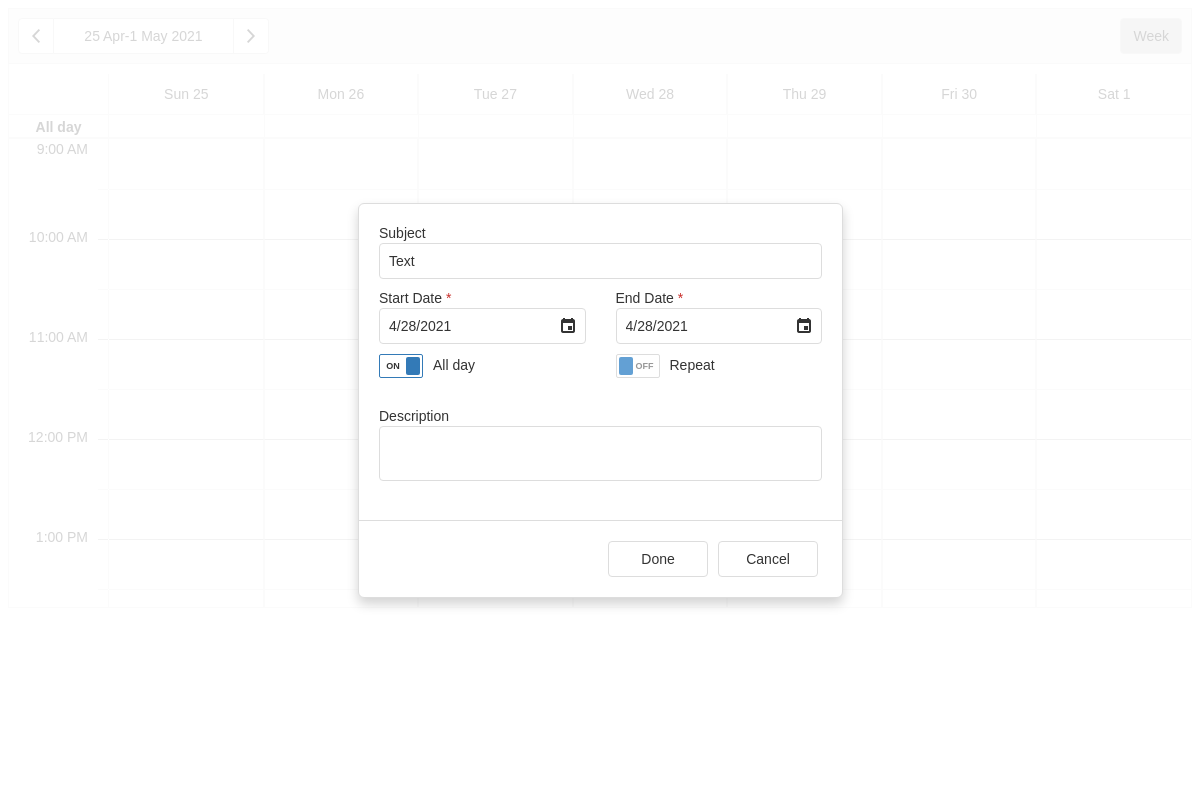 25 Apr-1 May 2021 Week
Sun 25 Mon 26 Tue 27 Wed 28 Thu 29 Fri 30 Sat 1
All day
9:00 AM
10:00 AM
11:00 AM
12:00 PM
1:00 PM
Subject
Text
Start Date * End Date *
4/28/2021 4/28/2021
ON All day OFF Repeat
Description
Done Cancel